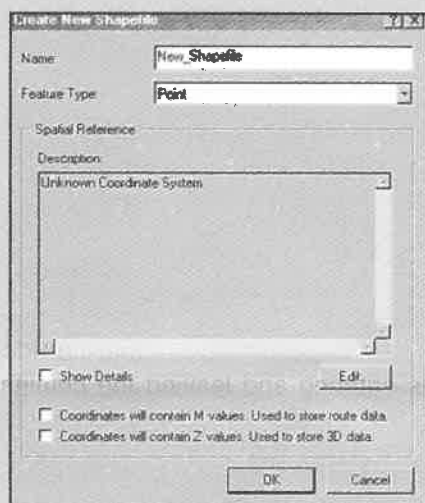 Create New Shapefile
Name:
New_Shapefile
Feature Type:
Point
Spatial Reference
Description:
Unknown Coordinate System
Show Details
Edit...
Coordinates will contain M values. Used to store route data.
Coordinates will contain Z values. Used to store 3D data.
OK
Cancel